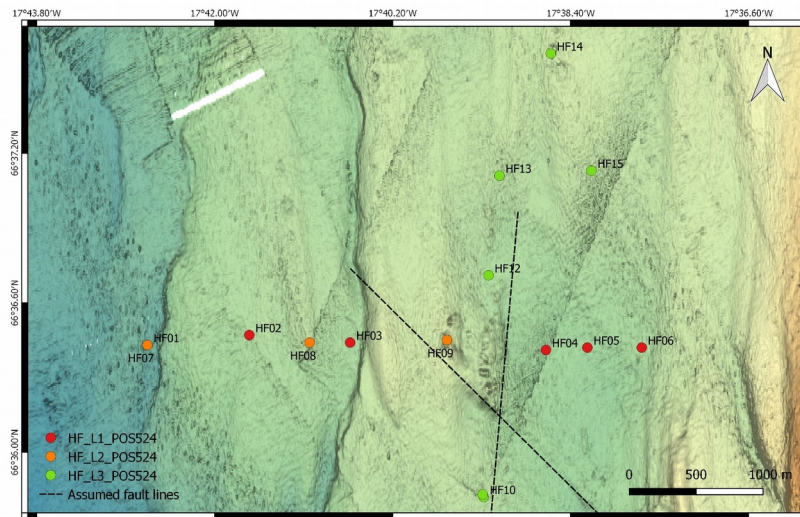 17°43.80'W 17°42.00'W 17°40.20'W 17°38.40'W 17°36.60'W
HF14
N
66°37.20'N
HF13
HF15
HF12
66°36.60'N
HF02
HF01
HF03
HF07
HF08
HF09
HF04
HF05
HF06
66°36.00'N
HF_L1_POS524
HF_L2_POS524
HF_L3_POS524
Assumed fault lines
HF10
0 500 1000 m